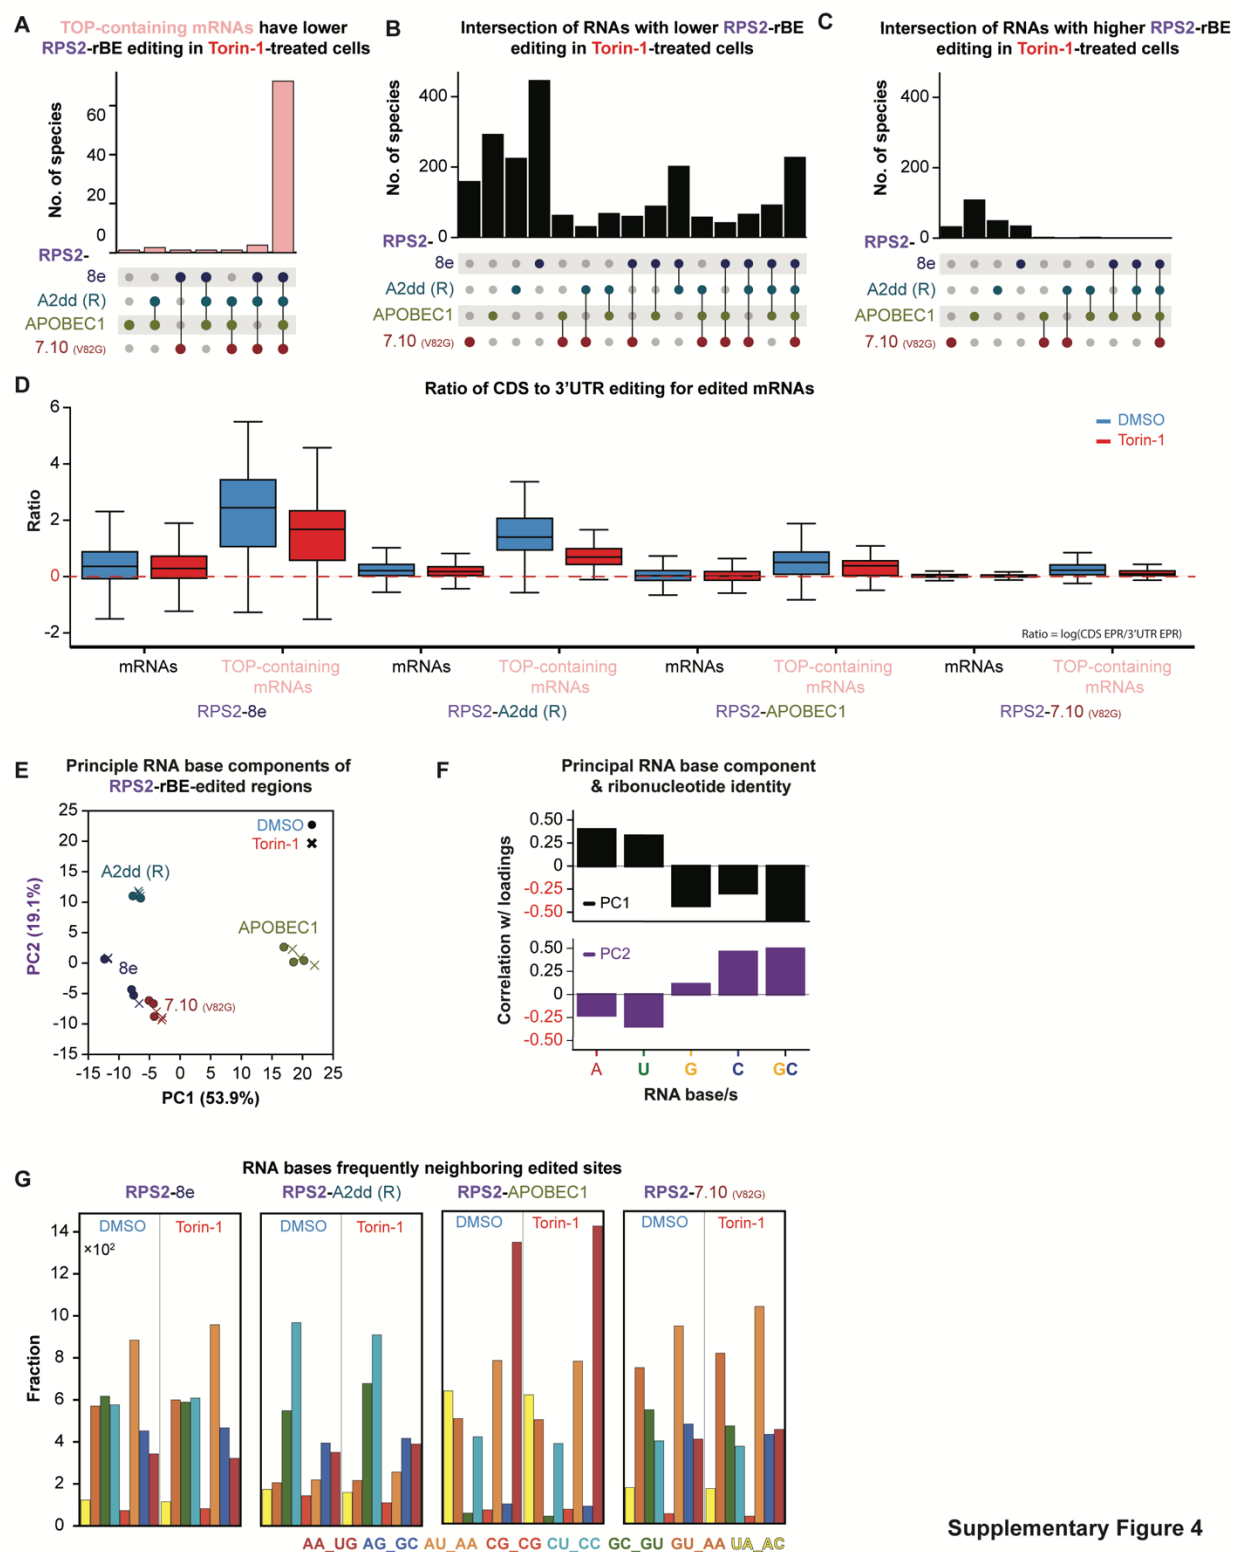 A
TOP-containing mRNAs have lower
RPS2-rBE editing in Torin-1-treated cells
No. of species
60
40
20
0
RPS2-
8e
A2dd (R)
APOBEC1
7.10 (V82G)
B
Intersection of RNAs with lower RPS2-rBE
editing in Torin-1-treated cells
No. of species
400
200
0
RPS2-
8e
A2dd (R)
APOBEC1
7.10 (V82G)
C
Intersection of RNAs with higher RPS2-rBE
editing in Torin-1-treated cells
No. of species
400
200
0
RPS2-
8e
A2dd (R)
APOBEC1
7.10 (V82G)
D
Ratio of CDS to 3'UTR editing for edited mRNAs
Ratio
6
4
2
0
-2
DMSO
Torin-1
Ratio = log(CDS EPR/3'UTR EPR)
mRNAs TOP-containing mRNAs TOP-containing mRNAs TOP-containing mRNAs TOP-containing
mRNAs mRNAs mRNAs mRNAs
RPS2-8e RPS2-A2dd (R) RPS2-APOBEC1 RPS2-7.10 (V82G)
E
Principle RNA base components of
RPS2-rBE-edited regions
PC2 (19.1%)
25
20
15
10
5
0
-5
-10
-15
DMSO
Torin-1
A2dd (R)
APOBEC1
8e
7.10 (V82G)
-15 -10 -5 0 5 10 15 20 25
PC1 (53.9%)
F
Principal RNA base component
& ribonucleotide identity
Correlation w/ loadings
0.50
0.25
0
-0.25
-0.50
PC1
0.50
0.25
0
-0.25
-0.50
PC2
A U G C GC
RNA base/s
G
RNA bases frequently neighboring edited sites
RPS2-8e RPS2-A2dd (R) RPS2-APOBEC1 RPS2-7.10 (V82G)
DMSO Torin-1 DMSO Torin-1 DMSO Torin-1 DMSO Torin-1
×10²
Fraction
14
12
10
8
6
4
2
0
AA_UG AG_GC AU_AA CG_CG CU_CC GC_GU GU_AA UA_AC
Supplementary Figure 4